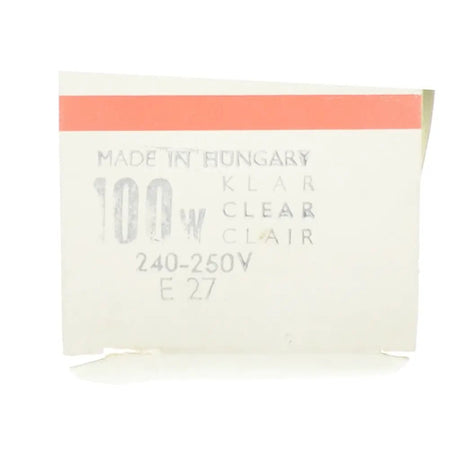 MADE IN HUNGARY
100W
KLAR
CLEAR
CLAIR
240-250V
E 27